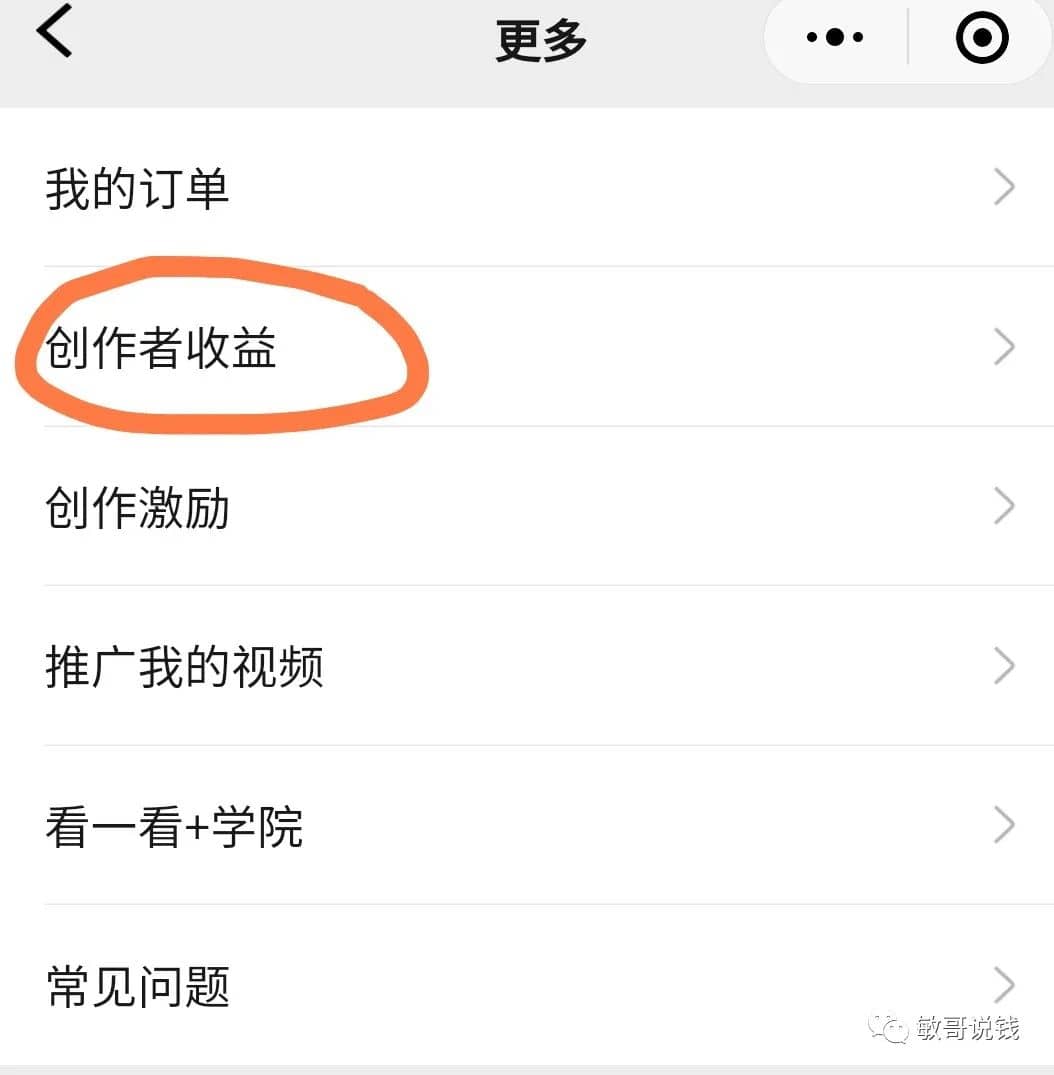 更多
我的订单
创作者收益
创作激励
推广我的视频
看一看+学院
常见问题
敏哥说钱